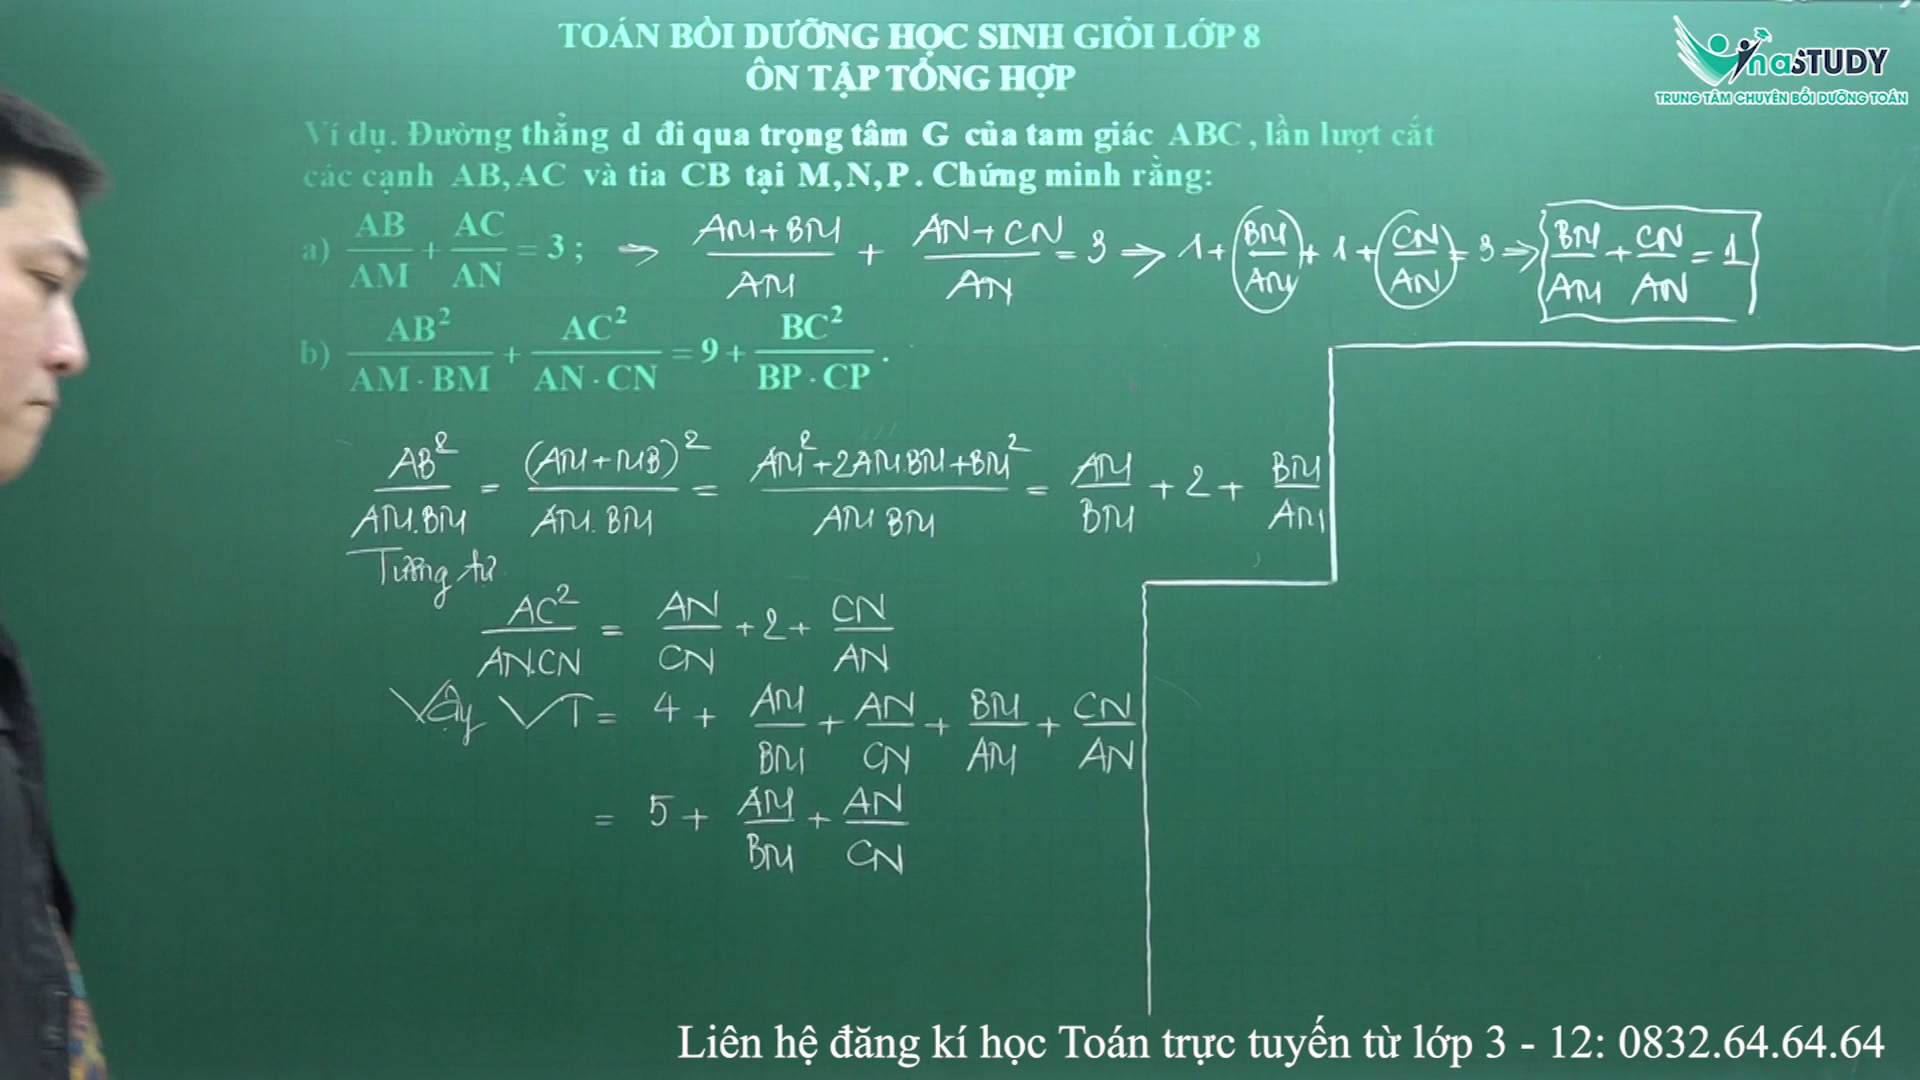 TOÁN BỒI DƯỠNG HỌC SINH GIỎI LỚP 8
ÔN TẬP TỔNG HỢP
inaSTUDY
TRUNG TÂM CHUYÊN BỒI DƯỠNG TOÁN
Ví dụ. Đường thẳng d đi qua trọng tâm G của tam giác ABC, lần lượt cắt
các cạnh AB, AC và tia CB tại M, N, P. Chứng minh rằng:
a) AB/AM + AC/AN = 3; => (AM+BM)/AM + (AN+CN)/AN = 3 => 1 + BM/AM + 1 + CN/AN = 3 => BM/AM + CN/AN = 1
b) AB²/(AM · BM) + AC²/(AN · CN) = 9 + BC²/(BP · CP).
AB²/(AM.BM) = (AM+MB)²/(AM.BM) = (AM²+2AM.BM+BM²)/(AM BM) = AM/BM + 2 + BM/AM
Tương tự
AC²/(AN.CN) = AN/CN + 2 + CN/AN
Vậy VT = 4 + AM/BM + AN/CN + BM/AM + CN/AN
= 5 + AM/BM + AN/CN
Liên hệ đăng kí học Toán trực tuyến từ lớp 3 - 12: 0832.64.64.64